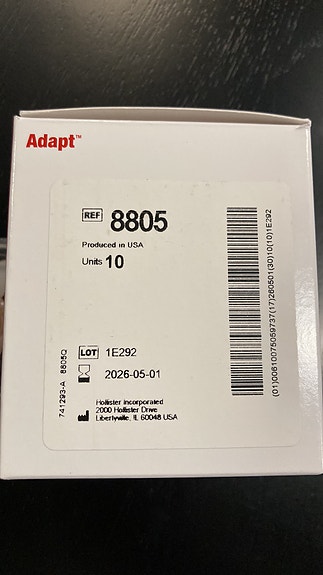 Adapt™
REF 8805
Produced in USA
Units 10
LOT 1E292
2026-05-01
Hollister Incorporated
2000 Hollister Drive
Libertyville, IL 60048 USA
741293-A 8805Q
(01)00610075059737(17)260501(30)10(10)1E292